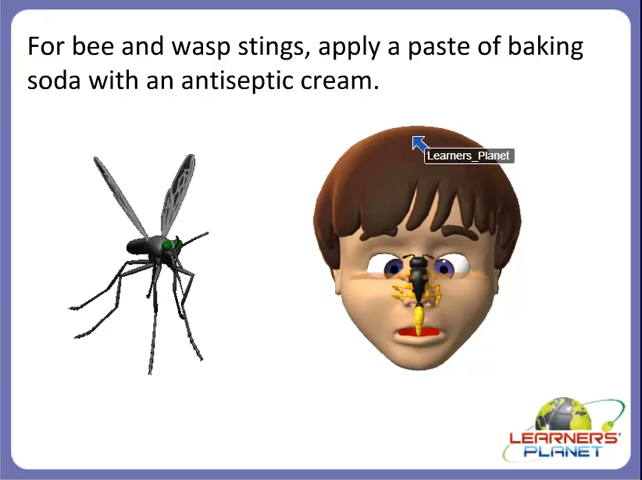 For bee and wasp stings, apply a paste of baking
soda with an antiseptic cream.
Learners_Planet
LEARNERS'
PLANET